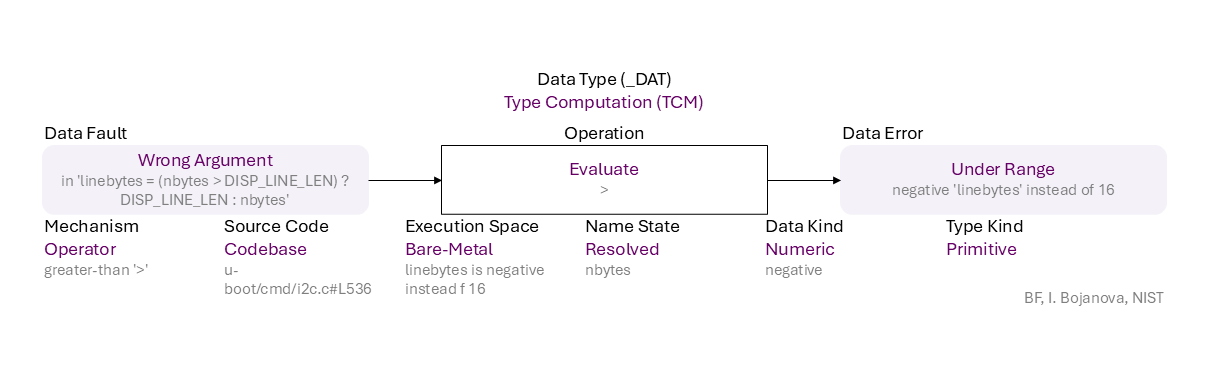 Data Type (_DAT)
Type Computation (TCM)
Data Fault
Operation
Data Error
Wrong Argument
in 'linebytes = (nbytes > DISP_LINE_LEN) ?
DISP_LINE_LEN : nbytes'
Evaluate
>
Under Range
negative 'linebytes' instead of 16
Mechanism
Operator
greater-than '>'
Source Code
Codebase
u-
boot/cmd/i2c.c#L536
Execution Space
Bare-Metal
linebytes is negative
instead f 16
Name State
Resolved
nbytes
Data Kind
Numeric
negative
Type Kind
Primitive
BF, I. Bojanova, NIST